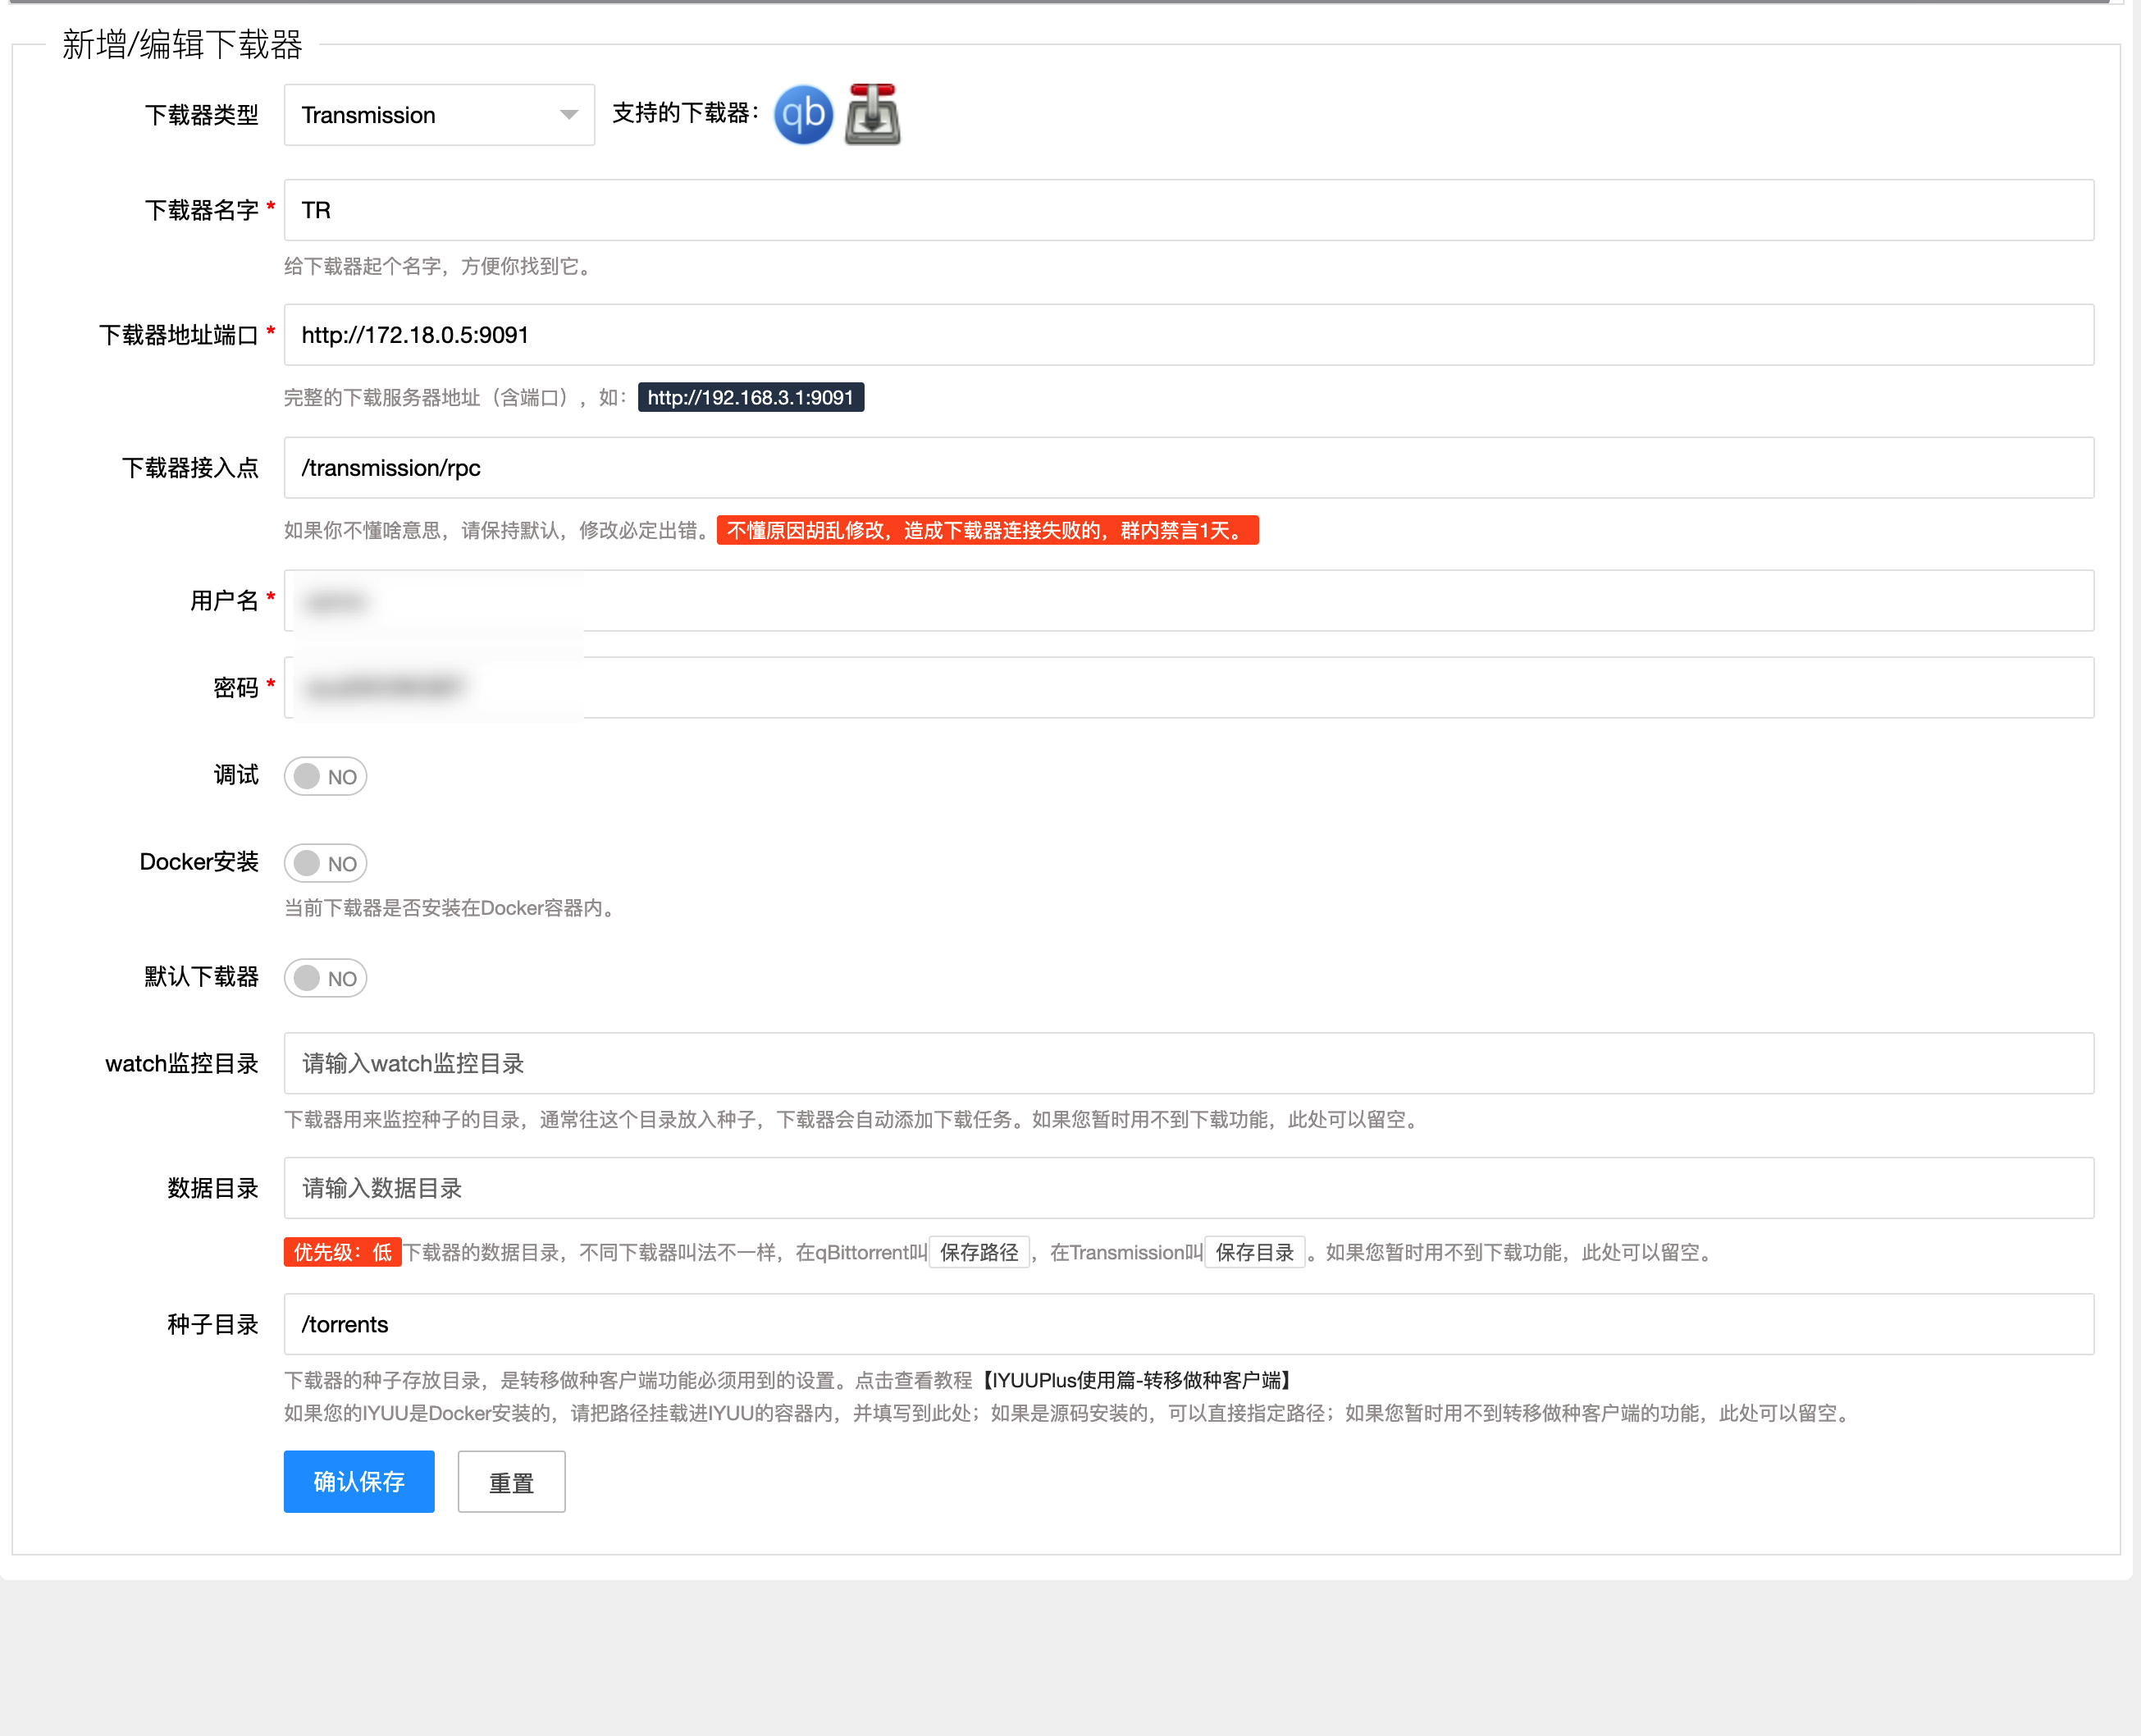 新增/编辑下载器
下载器类型 Transmission 支持的下载器： qb
下载器名字 * TR
给下载器起个名字，方便你找到它。
下载器地址端口 * http://172.18.0.5:9091
完整的下载服务器地址（含端口），如： http://192.168.3.1:9091
下载器接入点 /transmission/rpc
如果你不懂啥意思，请保持默认，修改必定出错。 不懂原因胡乱修改，造成下载器连接失败的，群内禁言1天。
用户名 *
密码 *
调试 NO
Docker安装 NO
当前下载器是否安装在Docker容器内。
默认下载器 NO
watch监控目录 请输入watch监控目录
下载器用来监控种子的目录，通常往这个目录放入种子，下载器会自动添加下载任务。如果您暂时用不到下载功能，此处可以留空。
数据目录 请输入数据目录
优先级：低 下载器的数据目录，不同下载器叫法不一样，在qBittorrent叫 保存路径 ，在Transmission叫 保存目录 。如果您暂时用不到下载功能，此处可以留空。
种子目录 /torrents
下载器的种子存放目录，是转移做种客户端功能必须用到的设置。点击查看教程【IYUUPlus使用篇-转移做种客户端】
如果您的IYUU是Docker安装的，请把路径挂载进IYUU的容器内，并填写到此处；如果是源码安装的，可以直接指定路径；如果您暂时用不到转移做种客户端的功能，此处可以留空。
确认保存 重置